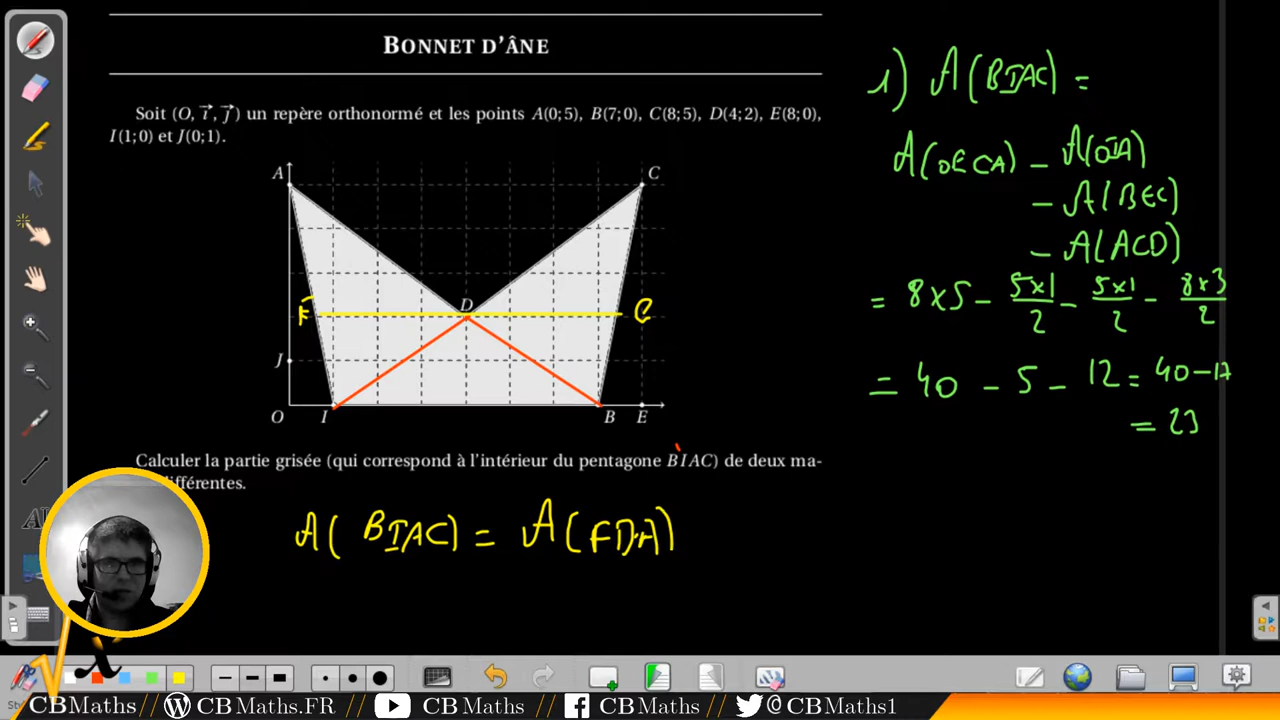 BONNET D'ÂNE
Soit (O, i⃗, j⃗) un repère orthonormé et les points A(0;5), B(7;0), C(8;5), D(4;2), E(8;0),
I(1;0) et J(0;1).
A
C
D
F
G
J
O
I
B
E
Calculer la partie grisée (qui correspond à l'intérieur du pentagone BIAC) de deux ma-
différentes.
A( BIAC) = A(FDA)
1) A(BIAC) =
A(OECA) - A(OIA)
- A(BEC)
- A(ACD)
= 8×5 - 5×1/2 - 5×1/2 - 8×3/2
= 40 - 5 - 12 = 40-17
= 23
CBMaths
CBMaths.FR
CB Maths
CBMaths
@CBMaths1